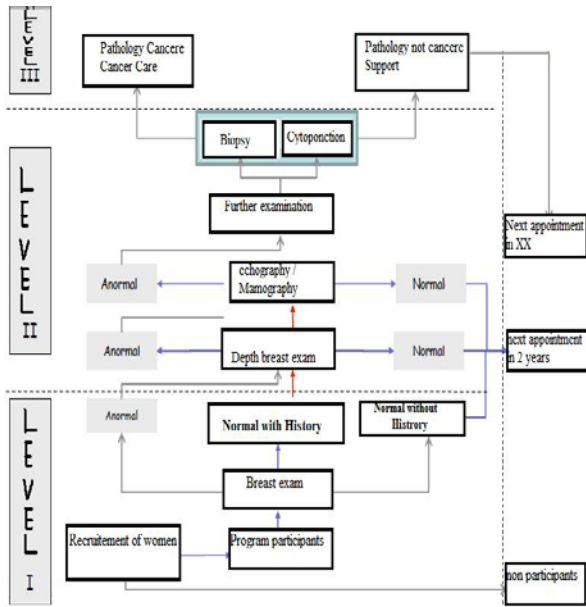 LEVEL
III
Pathology Cancere
Cancer Care
Pathology not cancerc
Support
LEVEL
II
Biopsy
Cytoponction
Further examination
Next appointment
in XX
Anormal
cchography /
Mamography
Normal
Anormal
Depth breast exam
Normal
next appointment
in 2 years
LEVEL
I
Anormal
Normal with History
Normal without
Histrory
Breast exam
Recruitement of women
Program participants
non participants